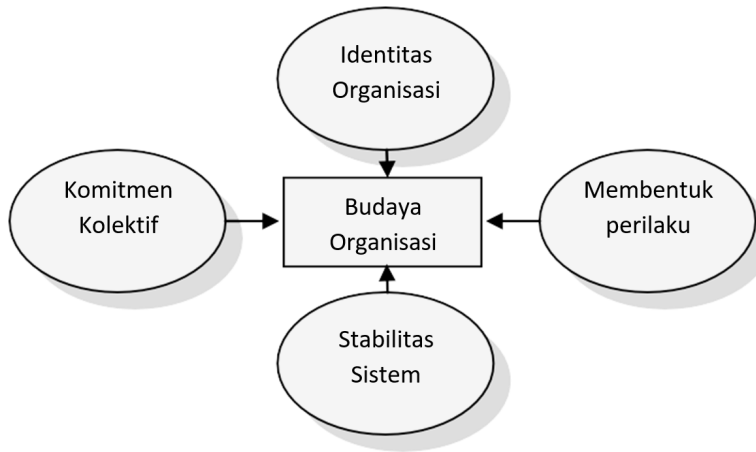 Identitas
Organisasi
Komitmen
Kolektif
Budaya
Organisasi
Membentuk
perilaku
Stabilitas
Sistem